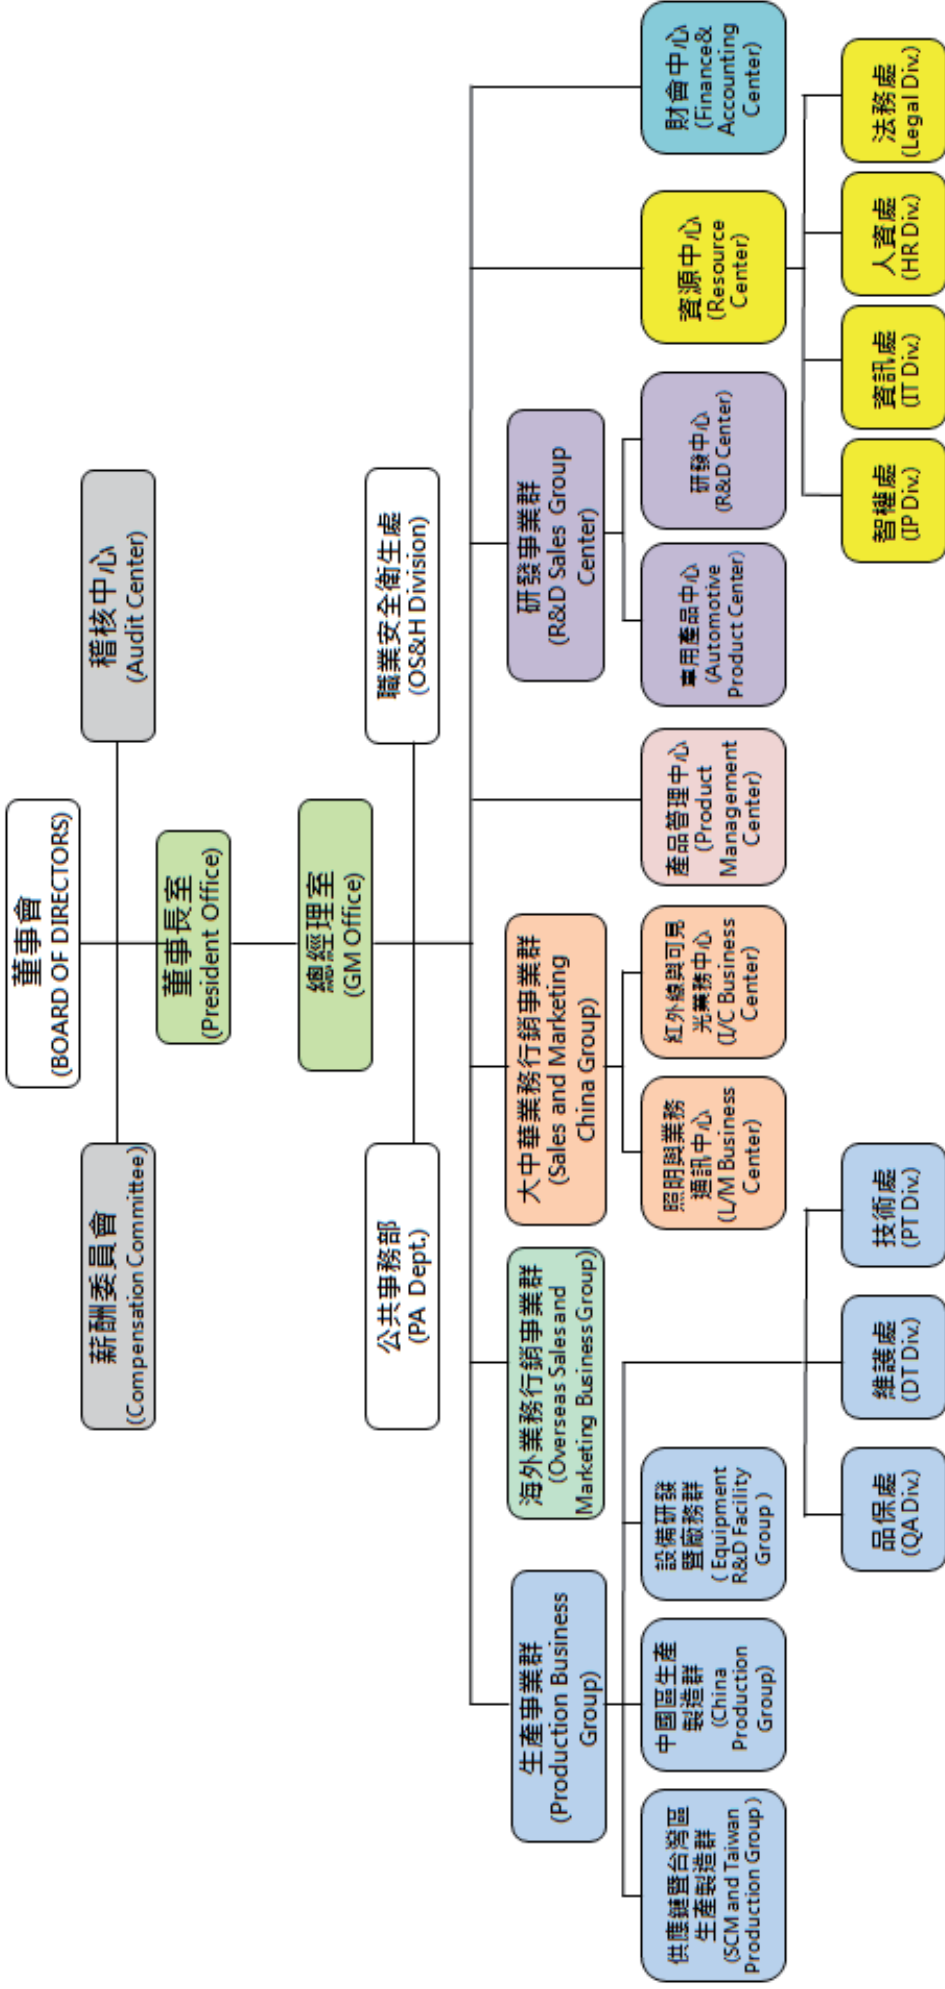 董事會
(BOARD OF DIRECTORS)
薪酬委員會
(Compensation Committee)
稽核中心
(Audit Center)
董事長室
(President Office)
總經理室
(GM Office)
公共事務部
(PA Dept.)
職業安全衛生處
(OS&H Division)
生產事業群
(Production Business
Group)
海外業務行銷事業群
(Overseas Sales and
Marketing Business Group)
大中華業務行銷事業群
(Sales and Marketing
China Group)
研發事業群
(R&D Sales Group
Center)
供應鏈暨台灣區
生產製造群
(SCM and Taiwan
Production Group)
中國區生產
製造群
(China
Production
Group)
設備研發
暨廠務群
( Equipment
R&D Facility
Group )
照明與業務
通訊中心
(L/M Business
Center)
紅外線與可見
光業務中心
(I/C Business
Center)
產品管理中心
(Product
Management
Center)
車用產品中心
(Automotive
Product Center)
研發中心
(R&D Center)
資源中心
(Resource
Center)
財會中心
(Finance&
Accounting
Center)
品保處
(QA Div.)
維護處
(DT Div.)
技術處
(PT Div.)
智權處
(IP Div.)
資訊處
(IT Div.)
人資處
(HR Div.)
法務處
(Legal Div.)